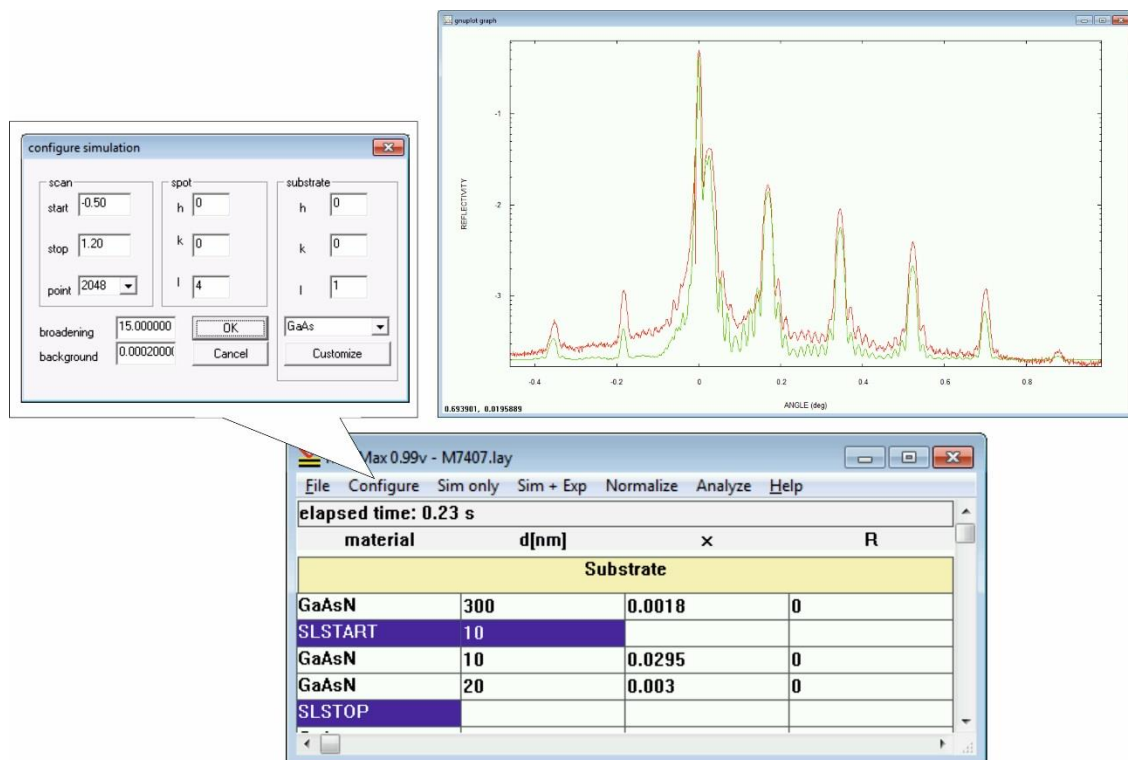 gnuplot graph
-1
-2
-3
REFLECTIVITY
-0.4 -0.2 0 0.2 0.4 0.6 0.8
ANGLE (deg)
0.693901, 0.0195889
configure simulation
scan
start -0.50
stop 1.20
point 2048
spot
h 0
k 0
l 4
substrate
h 0
k 0
l 1
broadening 15.000000
background 0.0002000
OK
Cancel
GaAs
Customize
Max 0.99v - M7407.lay
File Configure Sim only Sim + Exp Normalize Analyze Help
elapsed time: 0.23 s
material d[nm] x R
Substrate
GaAsN 300 0.0018 0
SLSTART 10
GaAsN 10 0.0295 0
GaAsN 20 0.003 0
SLSTOP